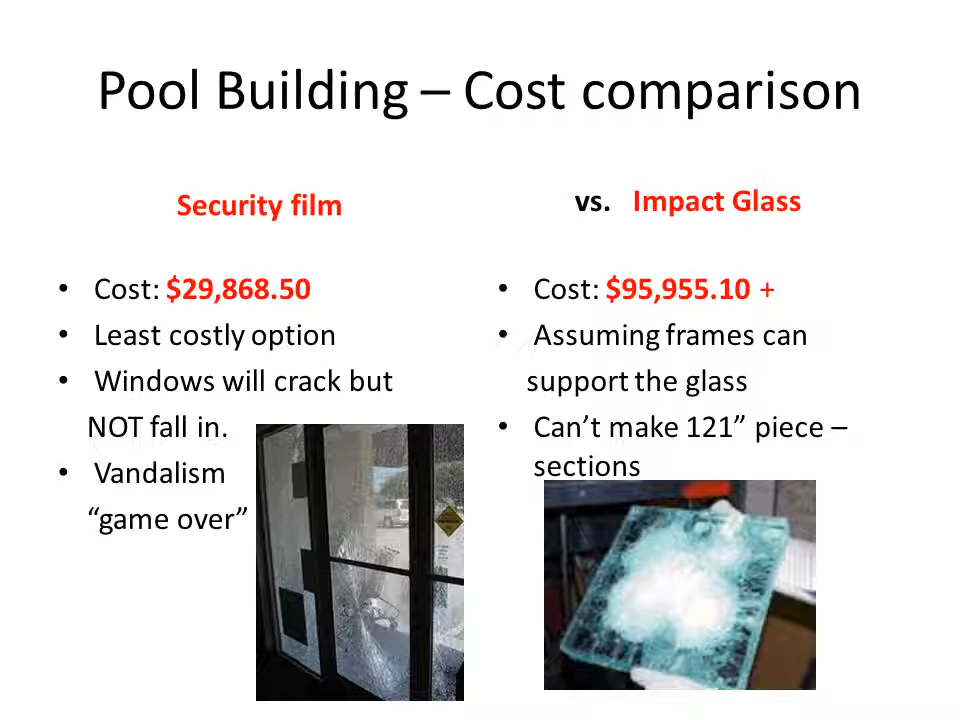 Pool Building – Cost comparison
Security film
• Cost: $29,868.50
• Least costly option
• Windows will crack but
NOT fall in.
• Vandalism
“game over”
vs. Impact Glass
• Cost: $95,955.10 +
• Assuming frames can
support the glass
• Can’t make 121” piece –
sections